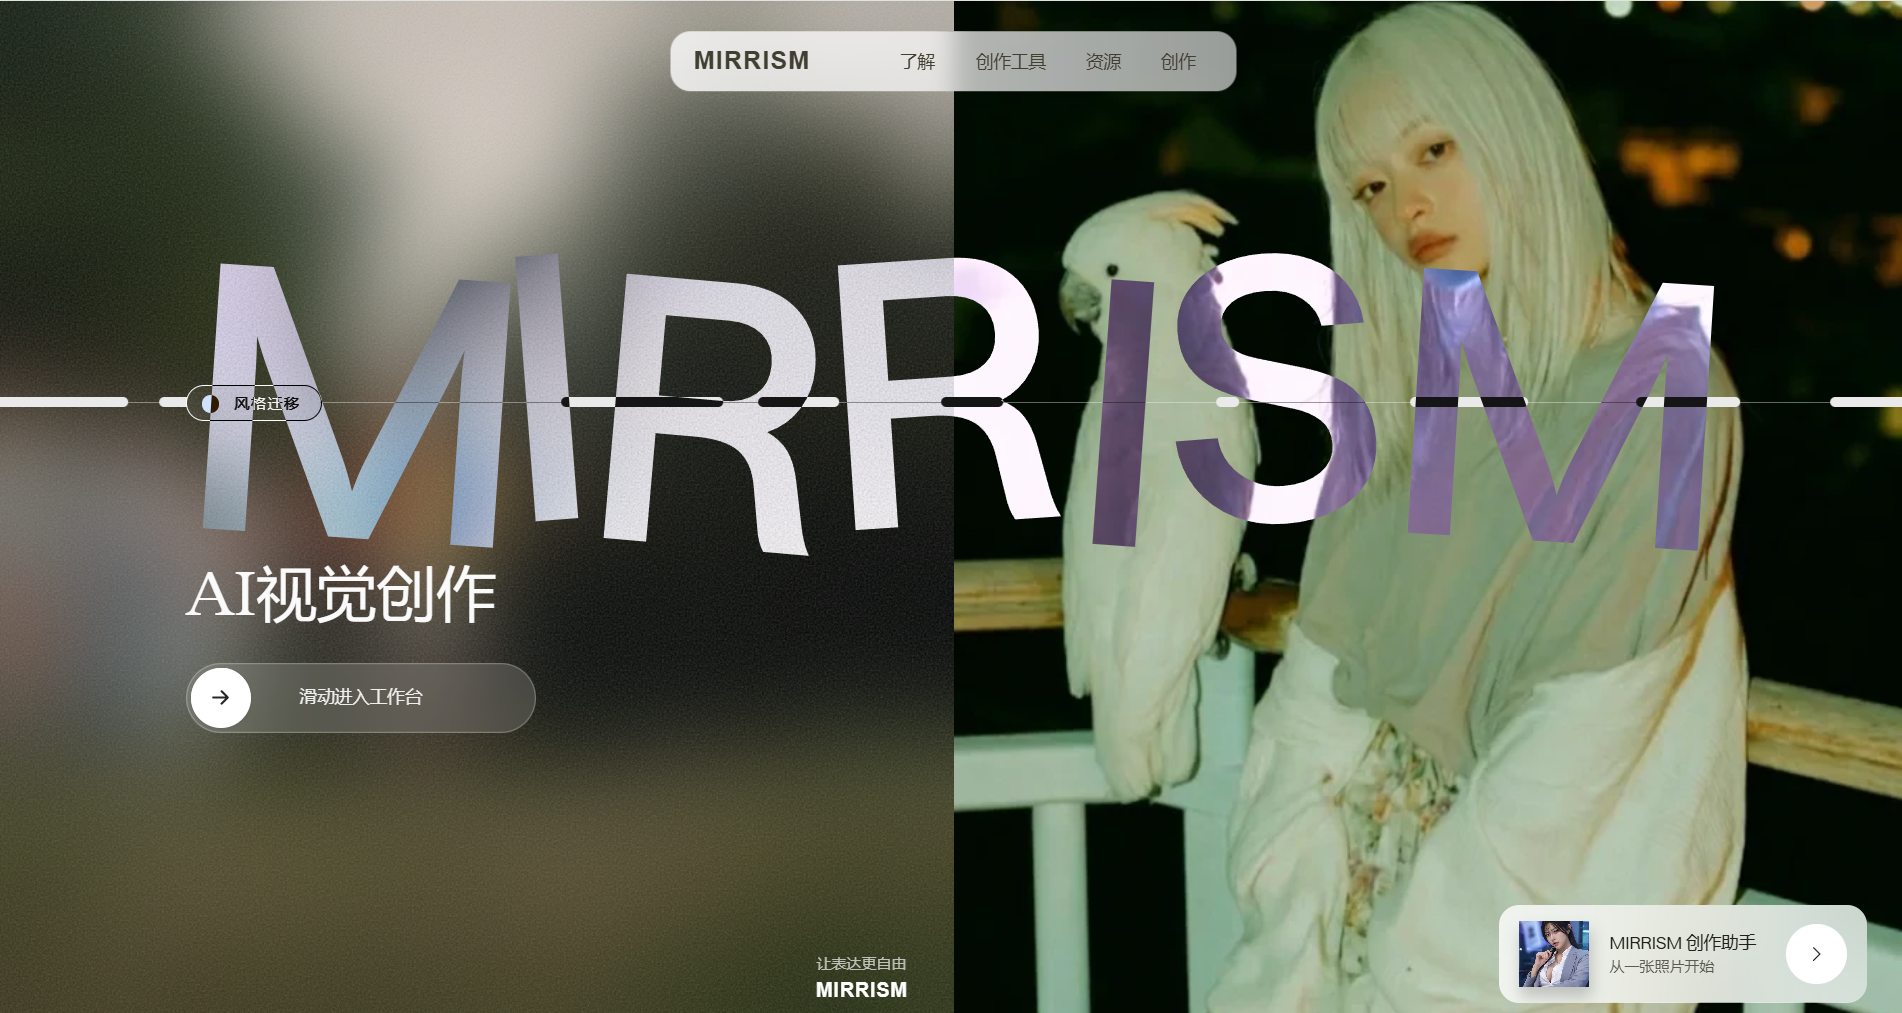 MIRRISM
了解
创作工具
资源
创作
MIRRISM
风格迁移
AI视觉创作
滑动进入工作台
让表达更自由
MIRRISM
MIRRISM 创作助手
从一张照片开始